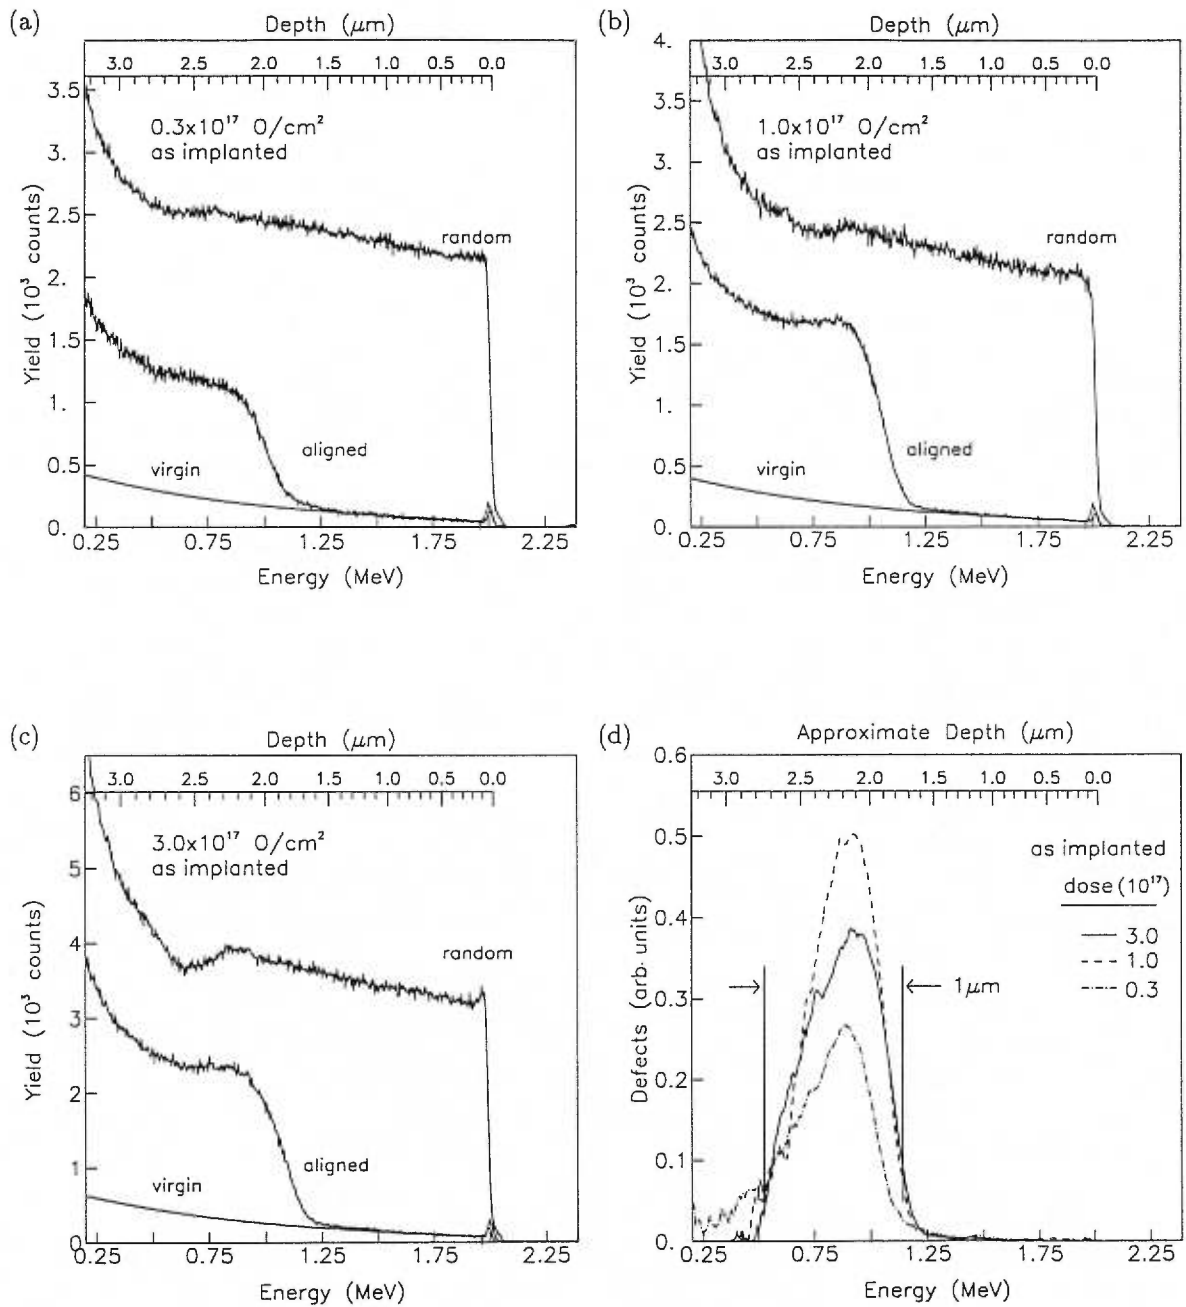 (a)
Depth (μm)
3.0 2.5 2.0 1.5 1.0 0.5 0.0
3.5
3.
2.5
2.
1.5
1.
0.5
0.
Yield (10³ counts)
0.3x10¹⁷ O/cm²
as implanted
random
aligned
virgin
0.25 0.75 1.25 1.75 2.25
Energy (MeV)
(b)
Depth (μm)
3.0 2.5 2.0 1.5 1.0 0.5 0.0
4.
3.5
3.
2.5
2.
1.5
1.
0.5
0.
Yield (10³ counts)
1.0x10¹⁷ O/cm²
as implanted
random
aligned
virgin
0.25 0.75 1.25 1.75 2.25
Energy (MeV)
(c)
Depth (μm)
3.0 2.5 2.0 1.5 1.0 0.5 0.0
6
5
4
3
2
1
0
Yield (10³ counts)
3.0x10¹⁷ O/cm²
as implanted
random
aligned
virgin
0.25 0.75 1.25 1.75 2.25
Energy (MeV)
(d)
Approximate Depth (μm)
3.0 2.5 2.0 1.5 1.0 0.5 0.0
0.6
0.5
0.4
0.3
0.2
0.1
0.
Defects (arb. units)
as implanted
dose (10¹⁷)
3.0
1.0
0.3
1μm
0.25 0.75 1.25 1.75 2.25
Energy (MeV)